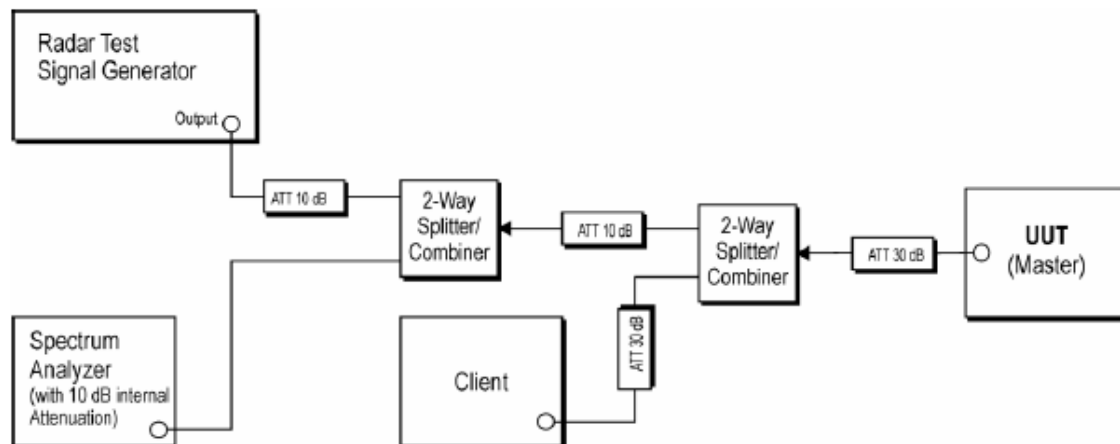 Radar Test
Signal Generator
Output
ATT 10 dB
2-Way
Splitter/
Combiner
ATT 10 dB
2-Way
Splitter/
Combiner
ATT 30 dB
UUT
(Master)
Spectrum
Analyzer
(with 10 dB internal
Attenuation)
Client
ATT 30 dB